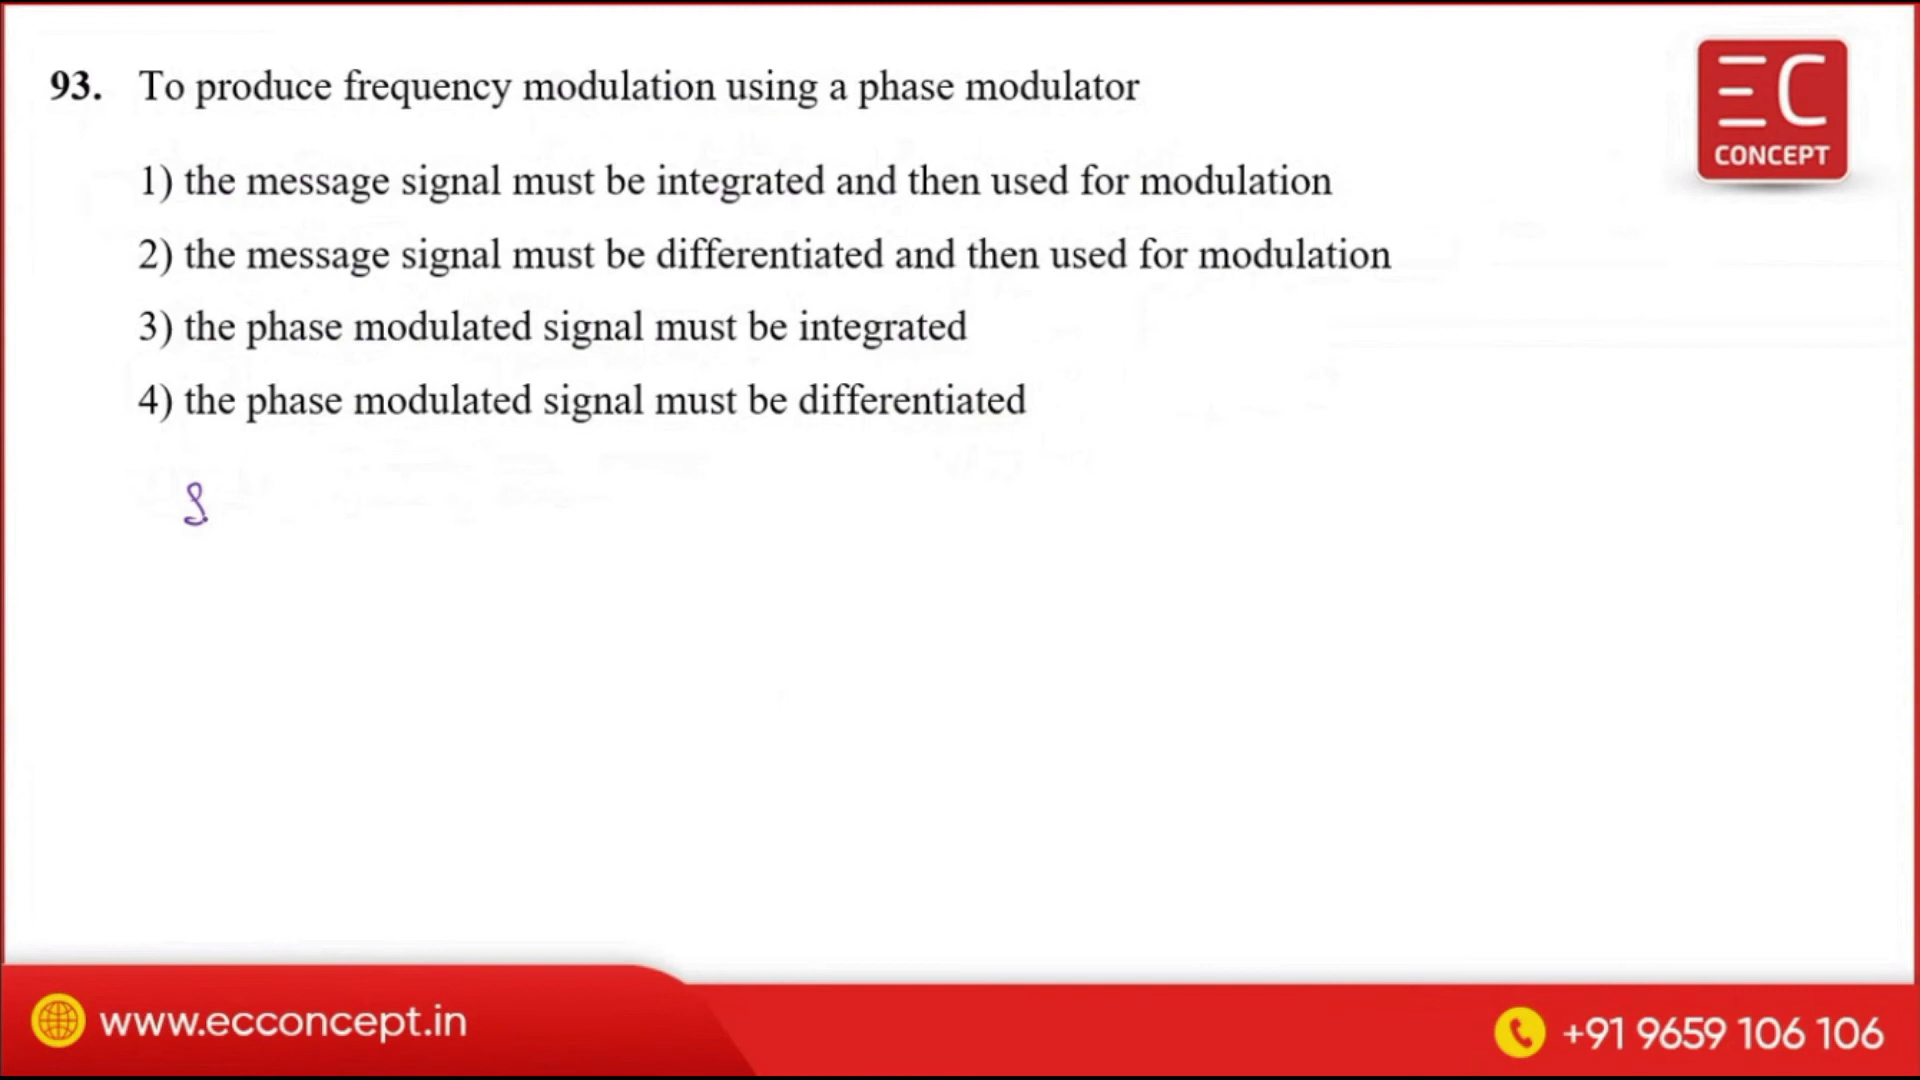 93. To produce frequency modulation using a phase modulator
1) the message signal must be integrated and then used for modulation
2) the message signal must be differentiated and then used for modulation
3) the phase modulated signal must be integrated
4) the phase modulated signal must be differentiated
EC
CONCEPT
www.ecconcept.in
+91 9659 106 106